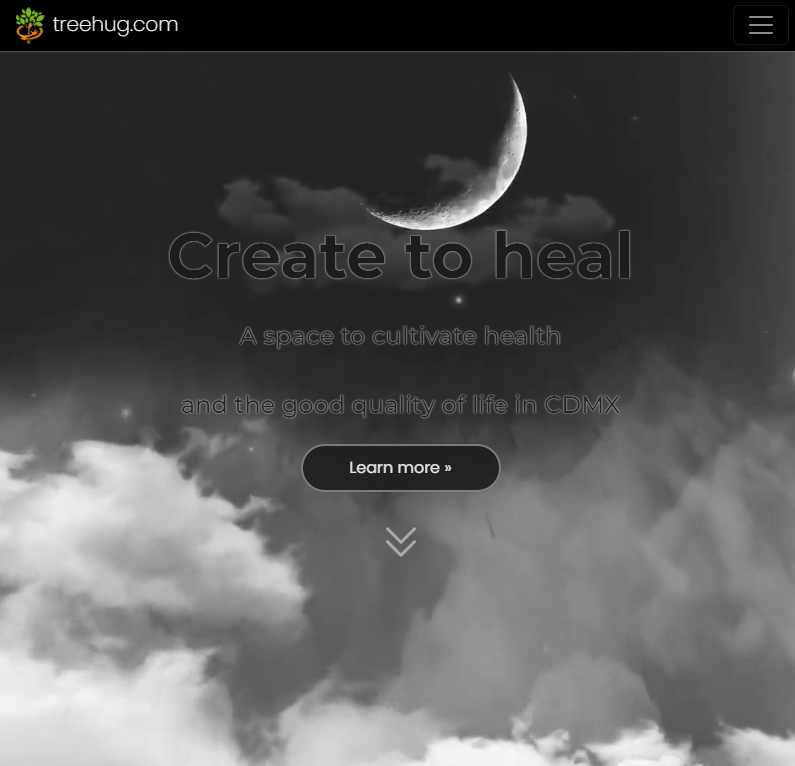 treehug.com
Create to heal
A space to cultivate health
and the good quality of life in CDMX
Learn more »